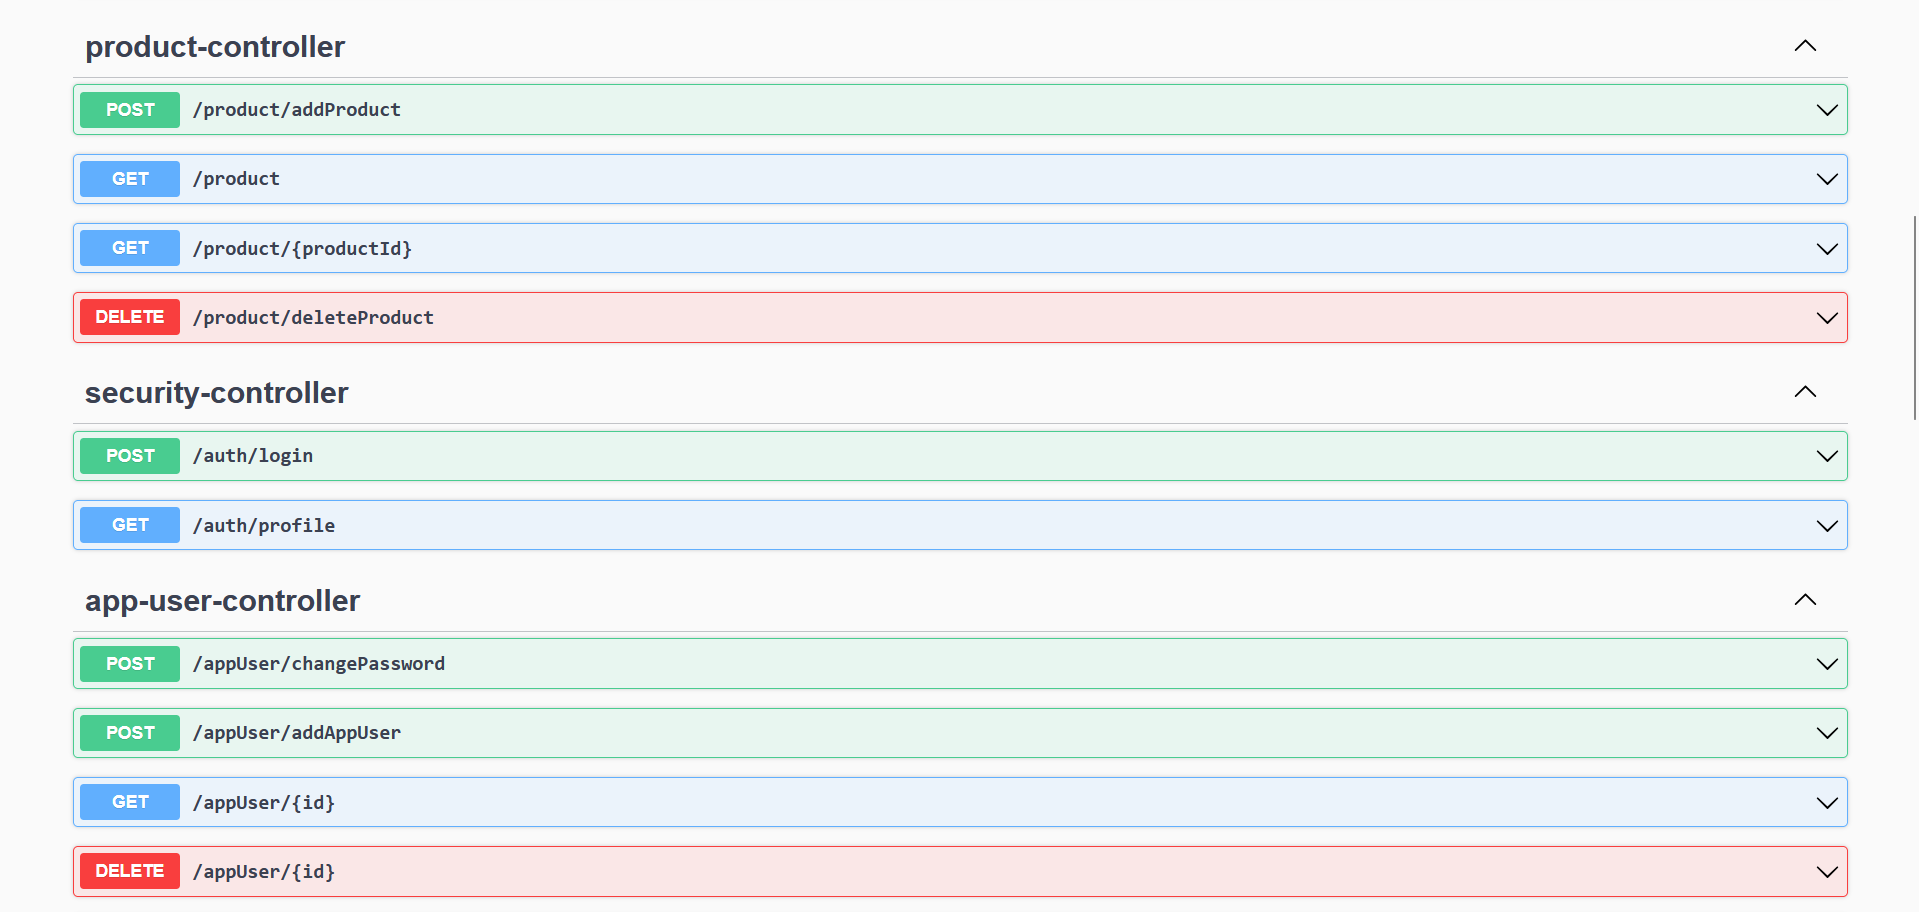 product-controller
POST /product/addProduct
GET /product
GET /product/{productId}
DELETE /product/deleteProduct
security-controller
POST /auth/login
GET /auth/profile
app-user-controller
POST /appUser/changePassword
POST /appUser/addAppUser
GET /appUser/{id}
DELETE /appUser/{id}